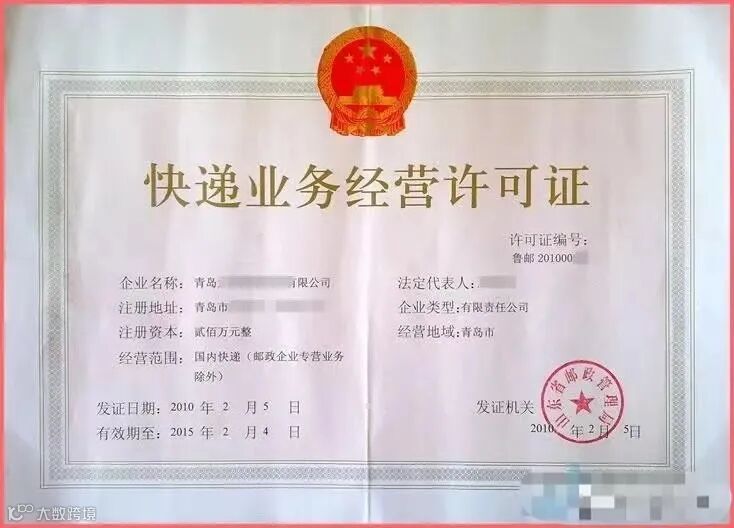 快递业务经营许可证
许可证编号:
鲁邮 201000
企业名称: 青岛 有限公司
法定代表人:
注册地址: 青岛市
企业类型: 有限责任公司
注册资本: 贰佰万元整
经营地域: 青岛市
经营范围: 国内快递（邮政企业专营业务
除外）
发证日期: 2010 年 2 月 5 日
发证机关
山东省邮政管理局
2010 年 2 月 5 日
有效期至: 2015 年 2 月 4 日
大数跨境